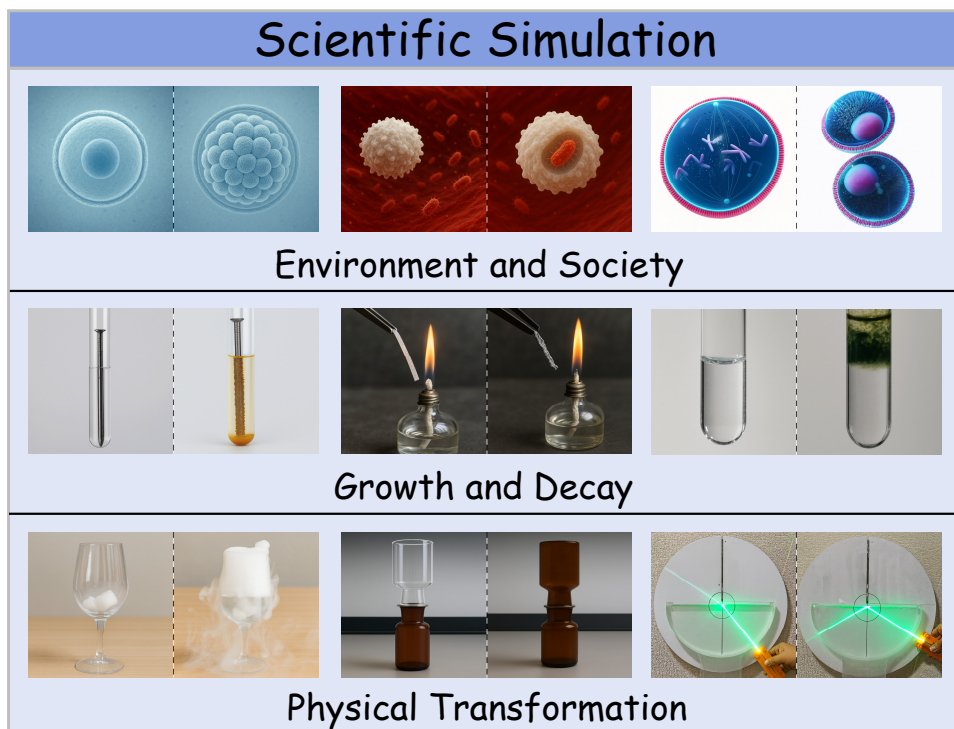 Scientific Simulation
Environment and Society
Growth and Decay
Physical Transformation